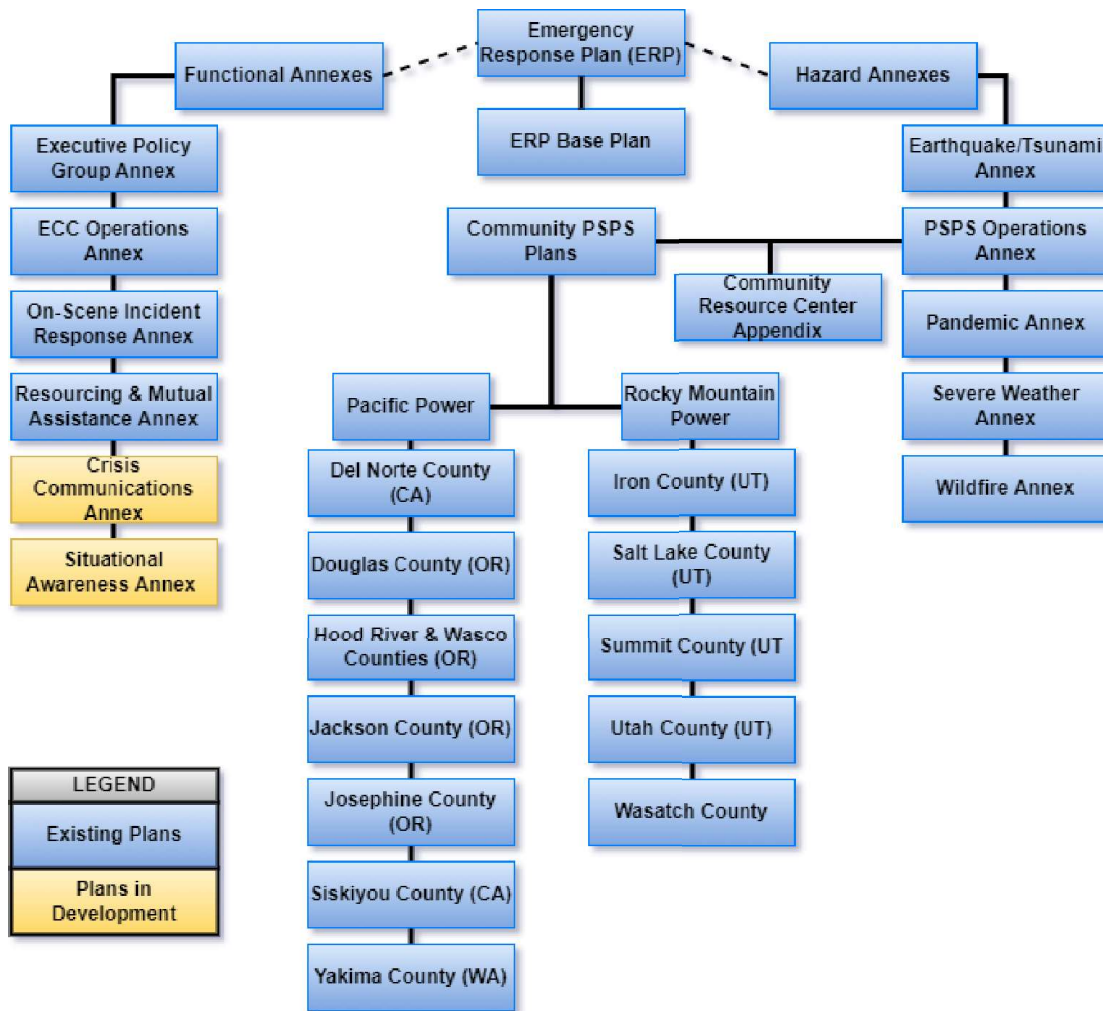 Emergency
Response Plan (ERP)
Functional Annexes
Hazard Annexes
ERP Base Plan
Executive Policy
Group Annex
ECC Operations
Annex
On-Scene Incident
Response Annex
Resourcing & Mutual
Assistance Annex
Crisis
Communications
Annex
Situational
Awareness Annex
Earthquake/Tsunami
Annex
PSPS Operations
Annex
Pandemic Annex
Severe Weather
Annex
Wildfire Annex
Community PSPS
Plans
Community
Resource Center
Appendix
Pacific Power
Del Norte County
(CA)
Douglas County (OR)
Hood River & Wasco
Counties (OR)
Jackson County (OR)
Josephine County
(OR)
Siskiyou County (CA)
Yakima County (WA)
Rocky Mountain
Power
Iron County (UT)
Salt Lake County
(UT)
Summit County (UT
Utah County (UT)
Wasatch County
LEGEND
Existing Plans
Plans in
Development